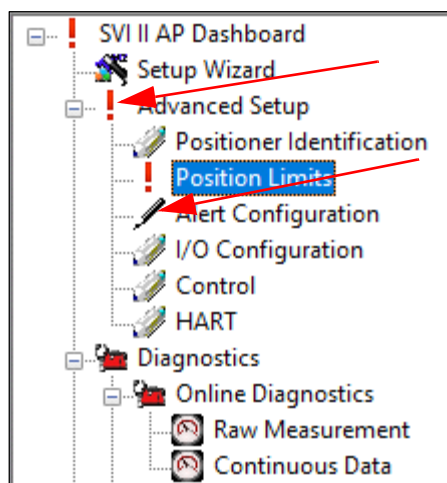 SVI II AP Dashboard
Setup Wizard
Advanced Setup
Positioner Identification
Position Limits
Alert Configuration
I/O Configuration
Control
HART
Diagnostics
Online Diagnostics
Raw Measurement
Continuous Data